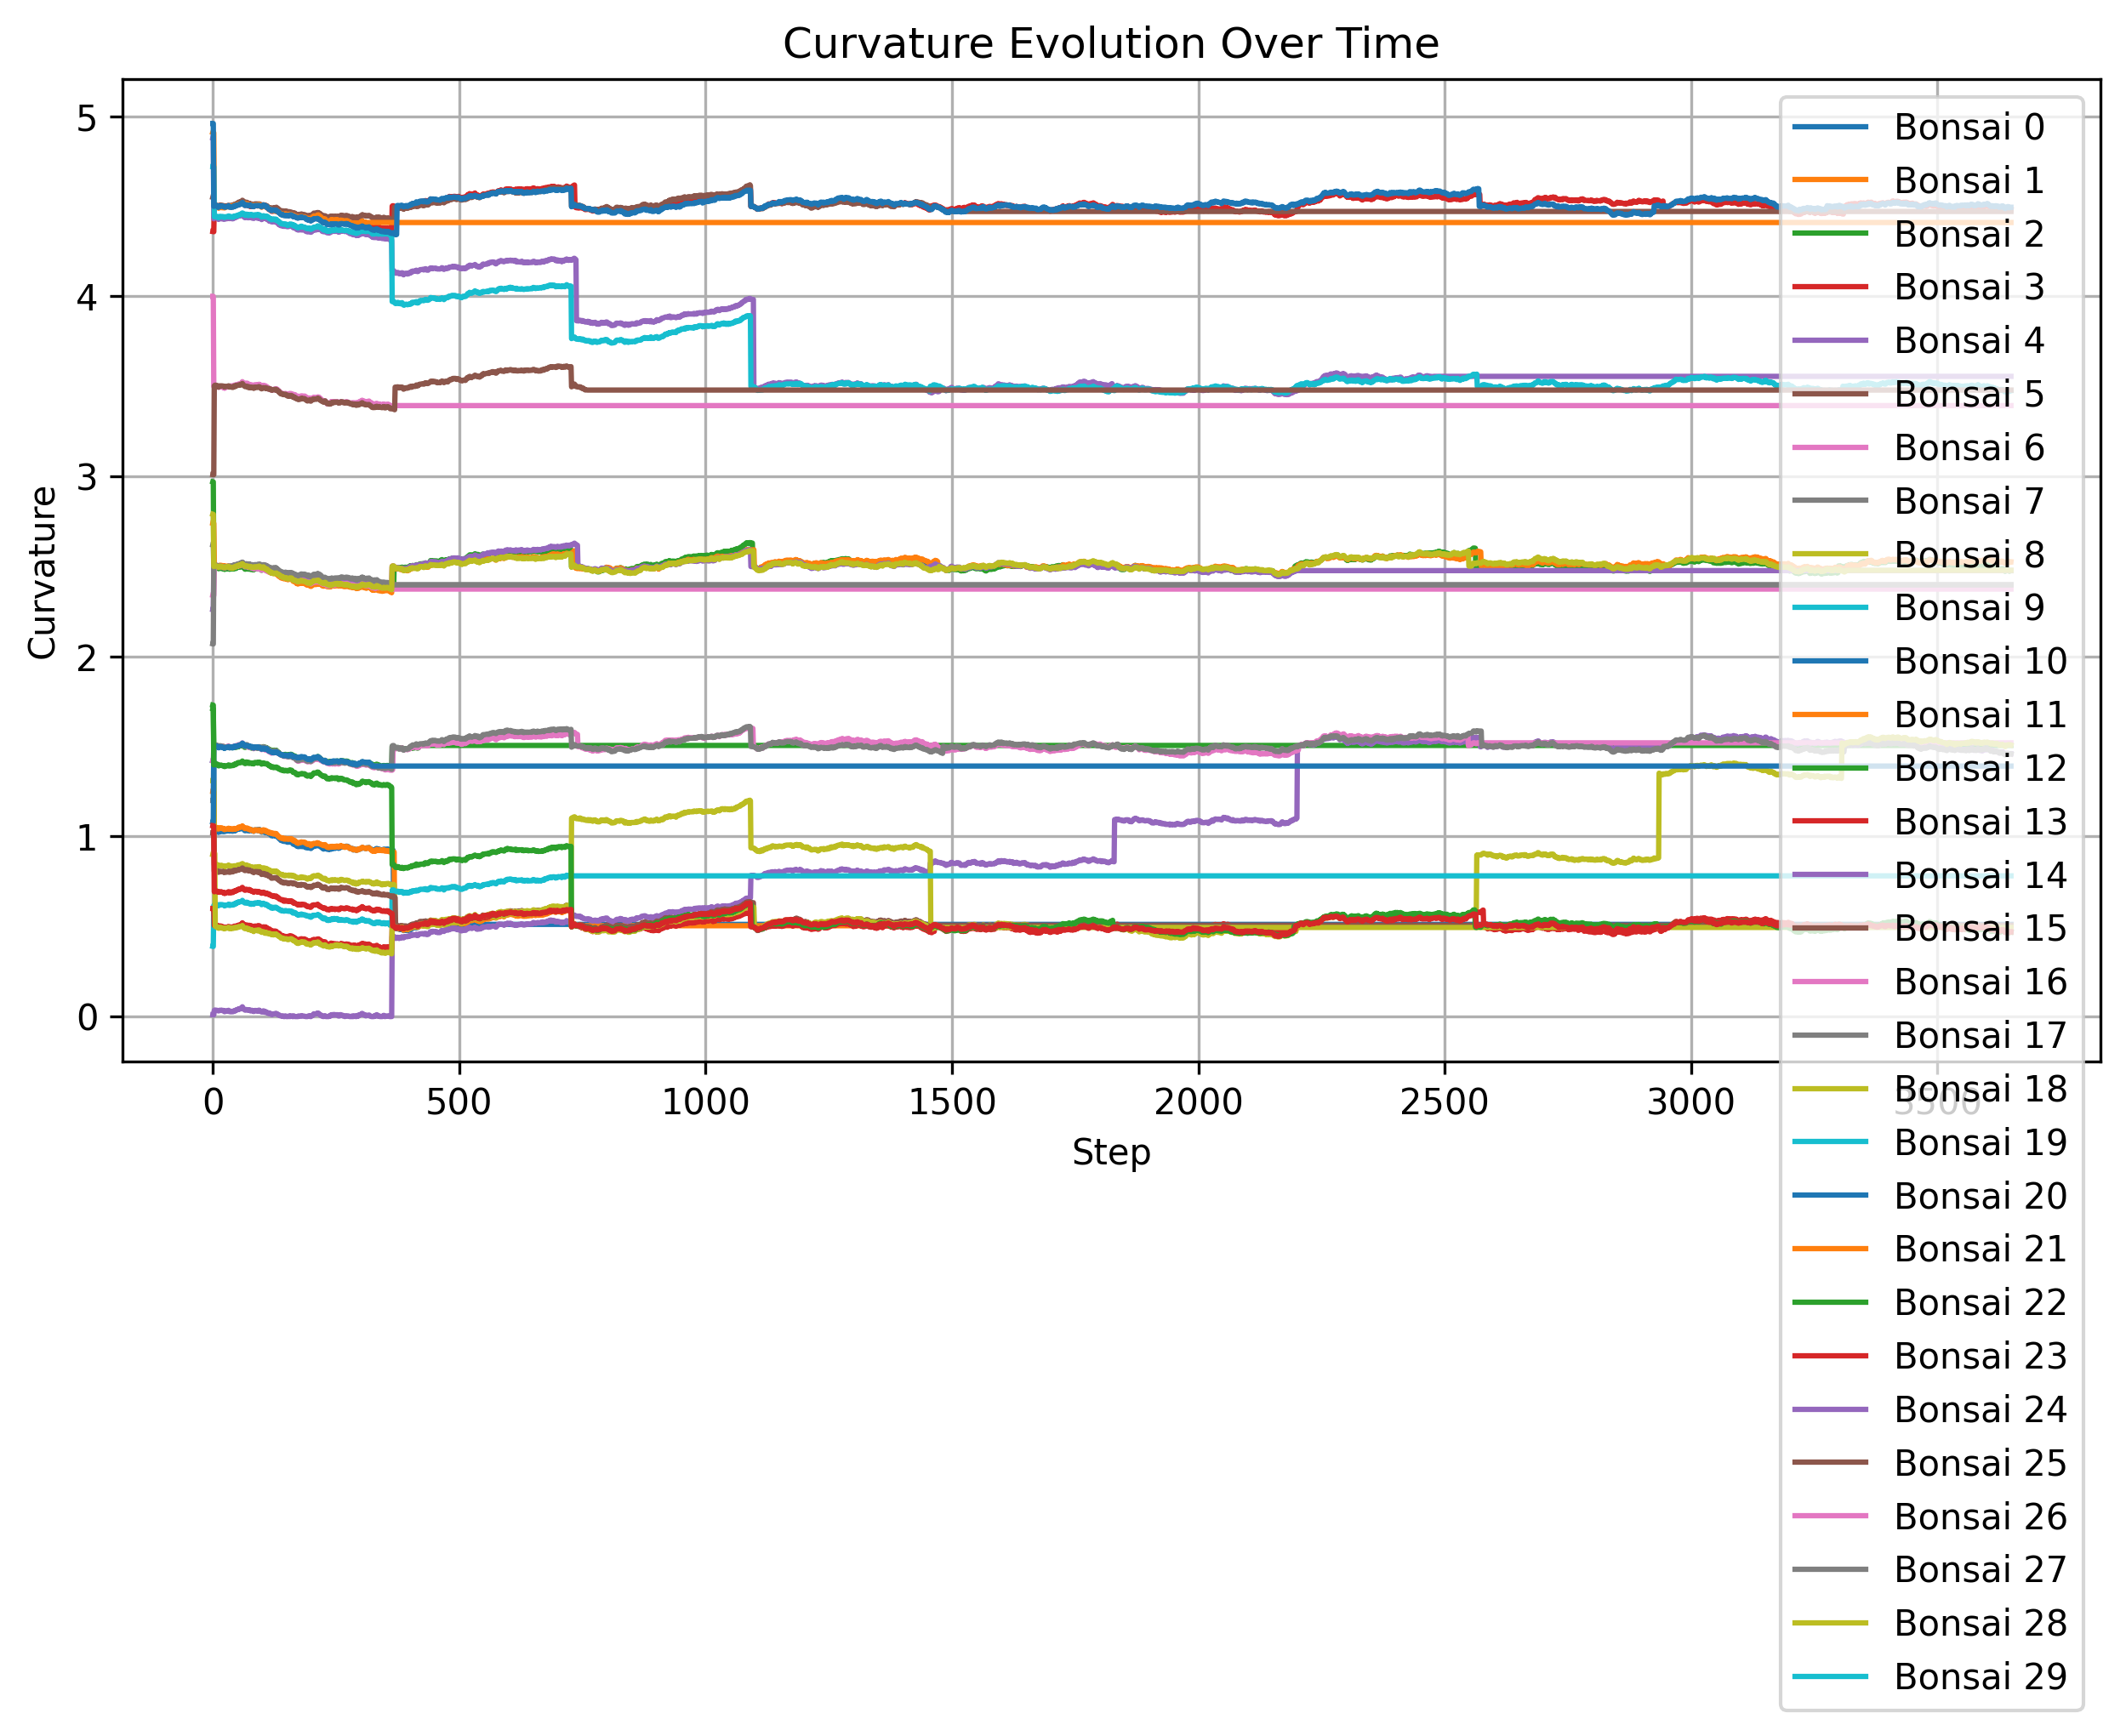 Curvature Evolution Over Time
Curvature
5
4
3
2
1
0
0
500
1000
1500
2000
2500
3000
3500
Step
Bonsai 0
Bonsai 1
Bonsai 2
Bonsai 3
Bonsai 4
Bonsai 5
Bonsai 6
Bonsai 7
Bonsai 8
Bonsai 9
Bonsai 10
Bonsai 11
Bonsai 12
Bonsai 13
Bonsai 14
Bonsai 15
Bonsai 16
Bonsai 17
Bonsai 18
Bonsai 19
Bonsai 20
Bonsai 21
Bonsai 22
Bonsai 23
Bonsai 24
Bonsai 25
Bonsai 26
Bonsai 27
Bonsai 28
Bonsai 29